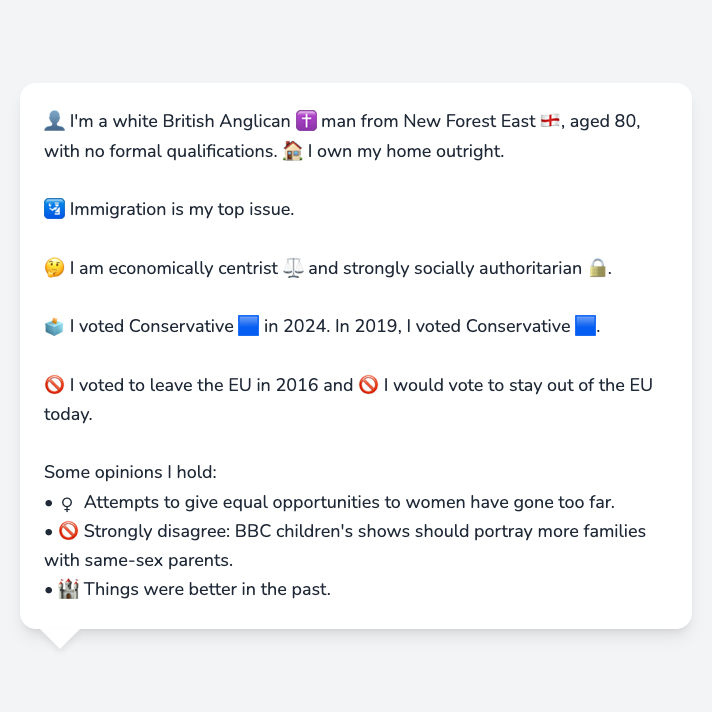 👤 I'm a white British Anglican ✝️ man from New Forest East 🏴󠁧󠁢󠁥󠁮󠁧󠁿, aged 80,
with no formal qualifications. 🏠 I own my home outright.
🛂 Immigration is my top issue.
🤔 I am economically centrist ⚖️ and strongly socially authoritarian 🔒.
🗳️ I voted Conservative 🟦 in 2024. In 2019, I voted Conservative 🟦.
🚫 I voted to leave the EU in 2016 and 🚫 I would vote to stay out of the EU
today.
Some opinions I hold:
• ♀ Attempts to give equal opportunities to women have gone too far.
• 🚫 Strongly disagree: BBC children's shows should portray more families
with same-sex parents.
• 🏰 Things were better in the past.